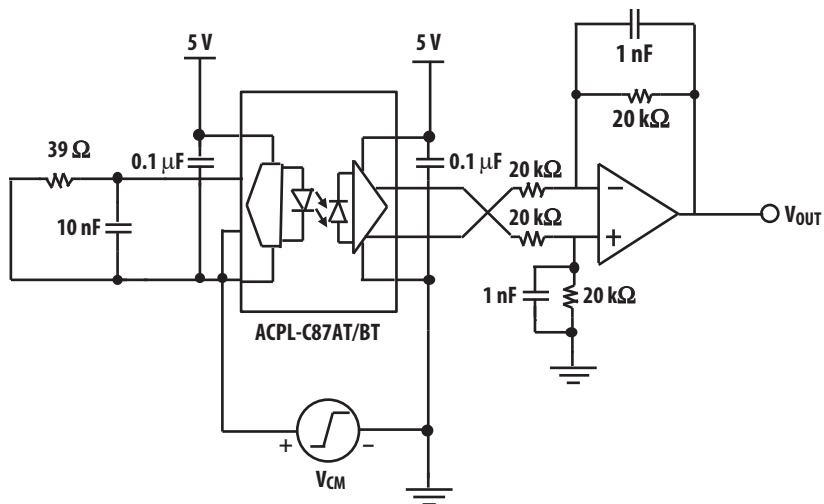 5 V
5 V
1 nF
20 kΩ
39 Ω
0.1 μF
0.1 μF
20 kΩ
20 kΩ
10 nF
−
+
VOUT
1 nF
20 kΩ
ACPL-C87AT/BT
+
−
VCM